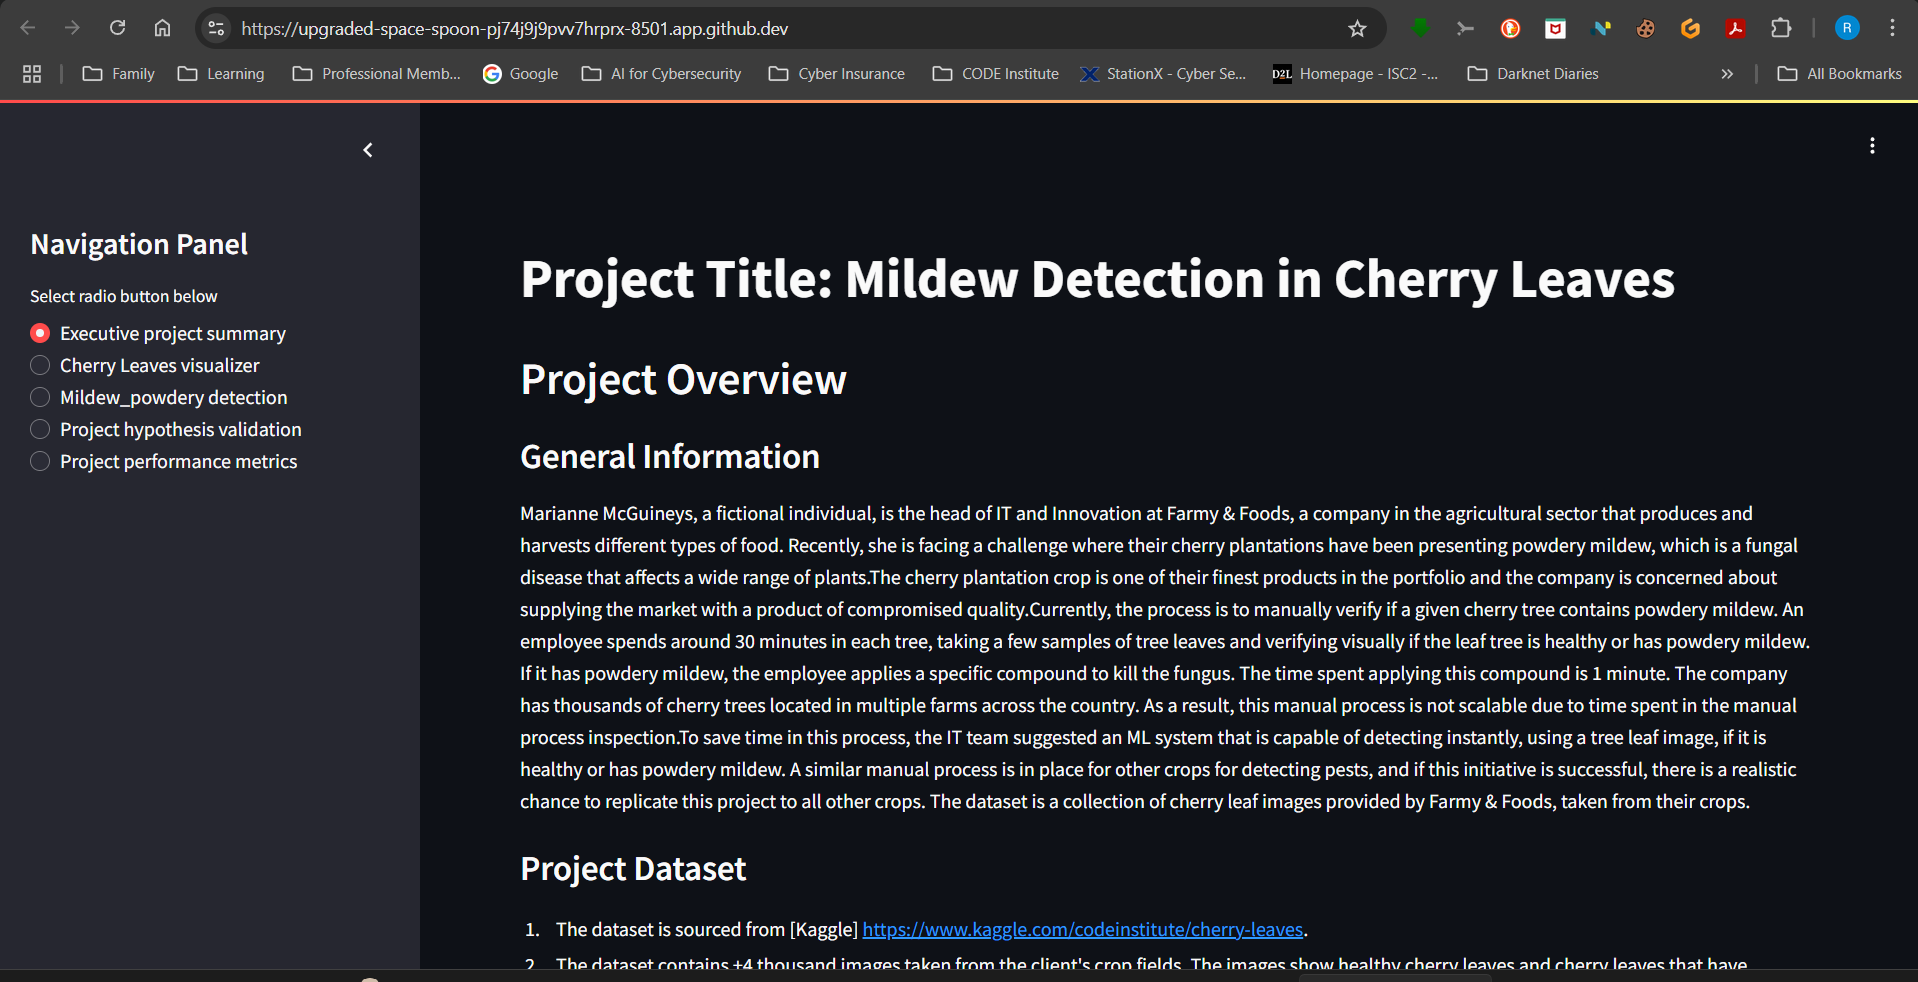 https://upgraded-space-spoon-pj74j9j9pvv7hrprx-8501.app.github.dev
R
Family
Learning
Professional Memb...
Google
AI for Cybersecurity
Cyber Insurance
CODE Institute
StationX - Cyber Se...
D2L
Homepage - ISC2 -...
Darknet Diaries
All Bookmarks
Navigation Panel
Select radio button below
Executive project summary
Cherry Leaves visualizer
Mildew_powdery detection
Project hypothesis validation
Project performance metrics
Project Title: Mildew Detection in Cherry Leaves
Project Overview
General Information
Marianne McGuineys, a fictional individual, is the head of IT and Innovation at Farmy & Foods, a company in the agricultural sector that produces and
harvests different types of food. Recently, she is facing a challenge where their cherry plantations have been presenting powdery mildew, which is a fungal
disease that affects a wide range of plants.The cherry plantation crop is one of their finest products in the portfolio and the company is concerned about
supplying the market with a product of compromised quality.Currently, the process is to manually verify if a given cherry tree contains powdery mildew. An
employee spends around 30 minutes in each tree, taking a few samples of tree leaves and verifying visually if the leaf tree is healthy or has powdery mildew.
If it has powdery mildew, the employee applies a specific compound to kill the fungus. The time spent applying this compound is 1 minute. The company
has thousands of cherry trees located in multiple farms across the country. As a result, this manual process is not scalable due to time spent in the manual
process inspection.To save time in this process, the IT team suggested an ML system that is capable of detecting instantly, using a tree leaf image, if it is
healthy or has powdery mildew. A similar manual process is in place for other crops for detecting pests, and if this initiative is successful, there is a realistic
chance to replicate this project to all other crops. The dataset is a collection of cherry leaf images provided by Farmy & Foods, taken from their crops.
Project Dataset
1. The dataset is sourced from [Kaggle] https://www.kaggle.com/codeinstitute/cherry-leaves.
2. The dataset contains +4 thousand images taken from the client's crop fields. The images show healthy cherry leaves and cherry leaves that have